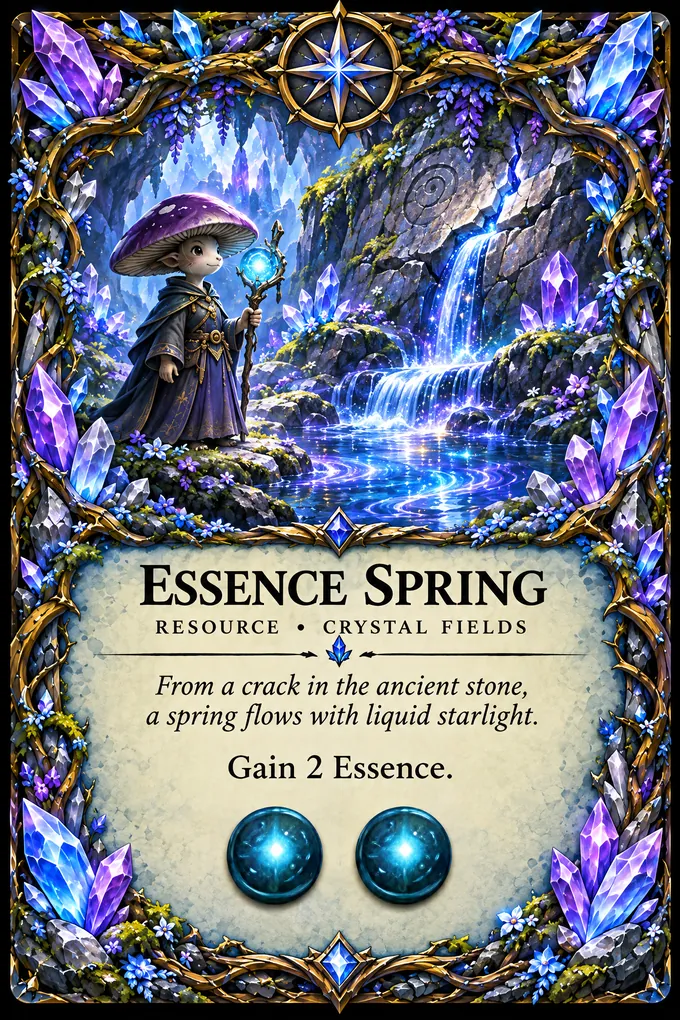 ESSENCE SPRING
RESOURCE • CRYSTAL FIELDS
From a crack in the ancient stone,
a spring flows with liquid starlight.
Gain 2 Essence.